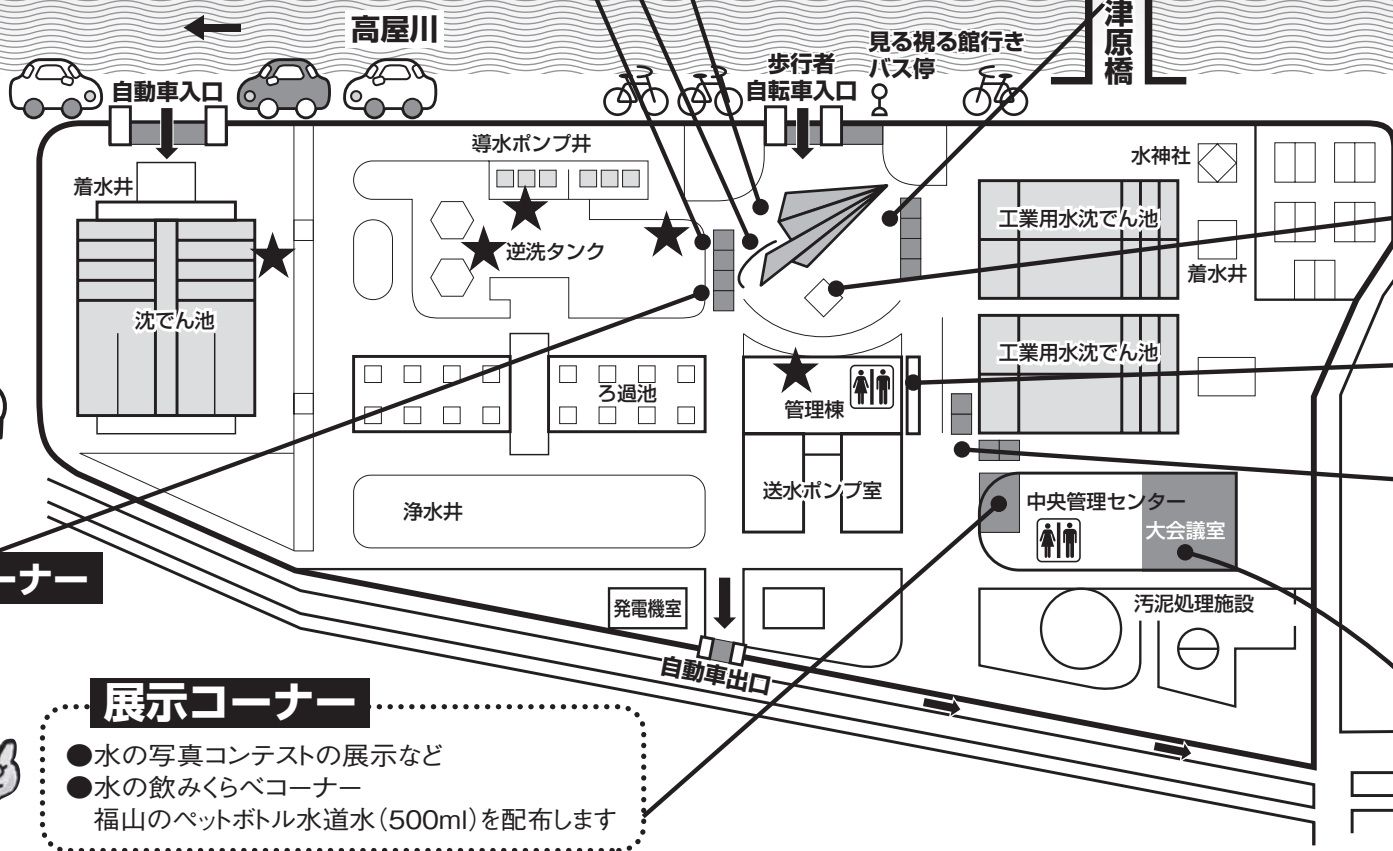 高屋川
津原橋
見る視る館行き
バス停
歩行者
自転車入口
自動車入口
導水ポンプ井
水神社
着水井
工業用水沈でん池
逆洗タンク
着水井
沈でん池
工業用水沈でん池
ろ過池
管理棟
送水ポンプ室
中央管理センター
浄水井
大会議室
ーナー
発電機室
汚泥処理施設
自動車出口
展示コーナー
●水の写真コンテストの展示など
●水の飲みくらべコーナー
福山のペットボトル水道水(500ml)を配布します